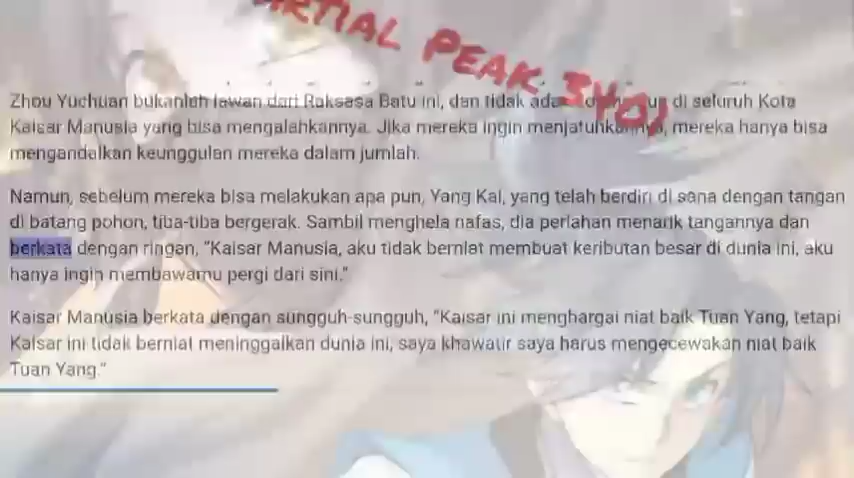 MARTIAL PEAK 3401
Zhou Yuchuan bukanlah lawan dari Raksasa Batu ini, dan tidak ada di seluruh Kota
Kaisar Manusia yang bisa mengalahkannya. Jika mereka ingin menjatuhkannya, mereka hanya bisa
mengandalkan keunggulan mereka dalam jumlah.
Namun, sebelum mereka bisa melakukan apa pun, Yang Kai, yang telah berdiri di sana dengan tangan
di batang pohon, tiba-tiba bergerak. Sambil menghela nafas, dia perlahan menarik tangannya dan
berkata dengan ringan, “Kaisar Manusia, aku tidak berniat membuat keributan besar di dunia ini, aku
hanya ingin membawamu pergi dari sini.”
Kaisar Manusia berkata dengan sungguh-sungguh, “Kaisar ini menghargai niat baik Tuan Yang, tetapi
Kaisar ini tidak berniat meninggalkan dunia ini, saya khawatir saya harus mengecewakan niat baik
Tuan Yang.”